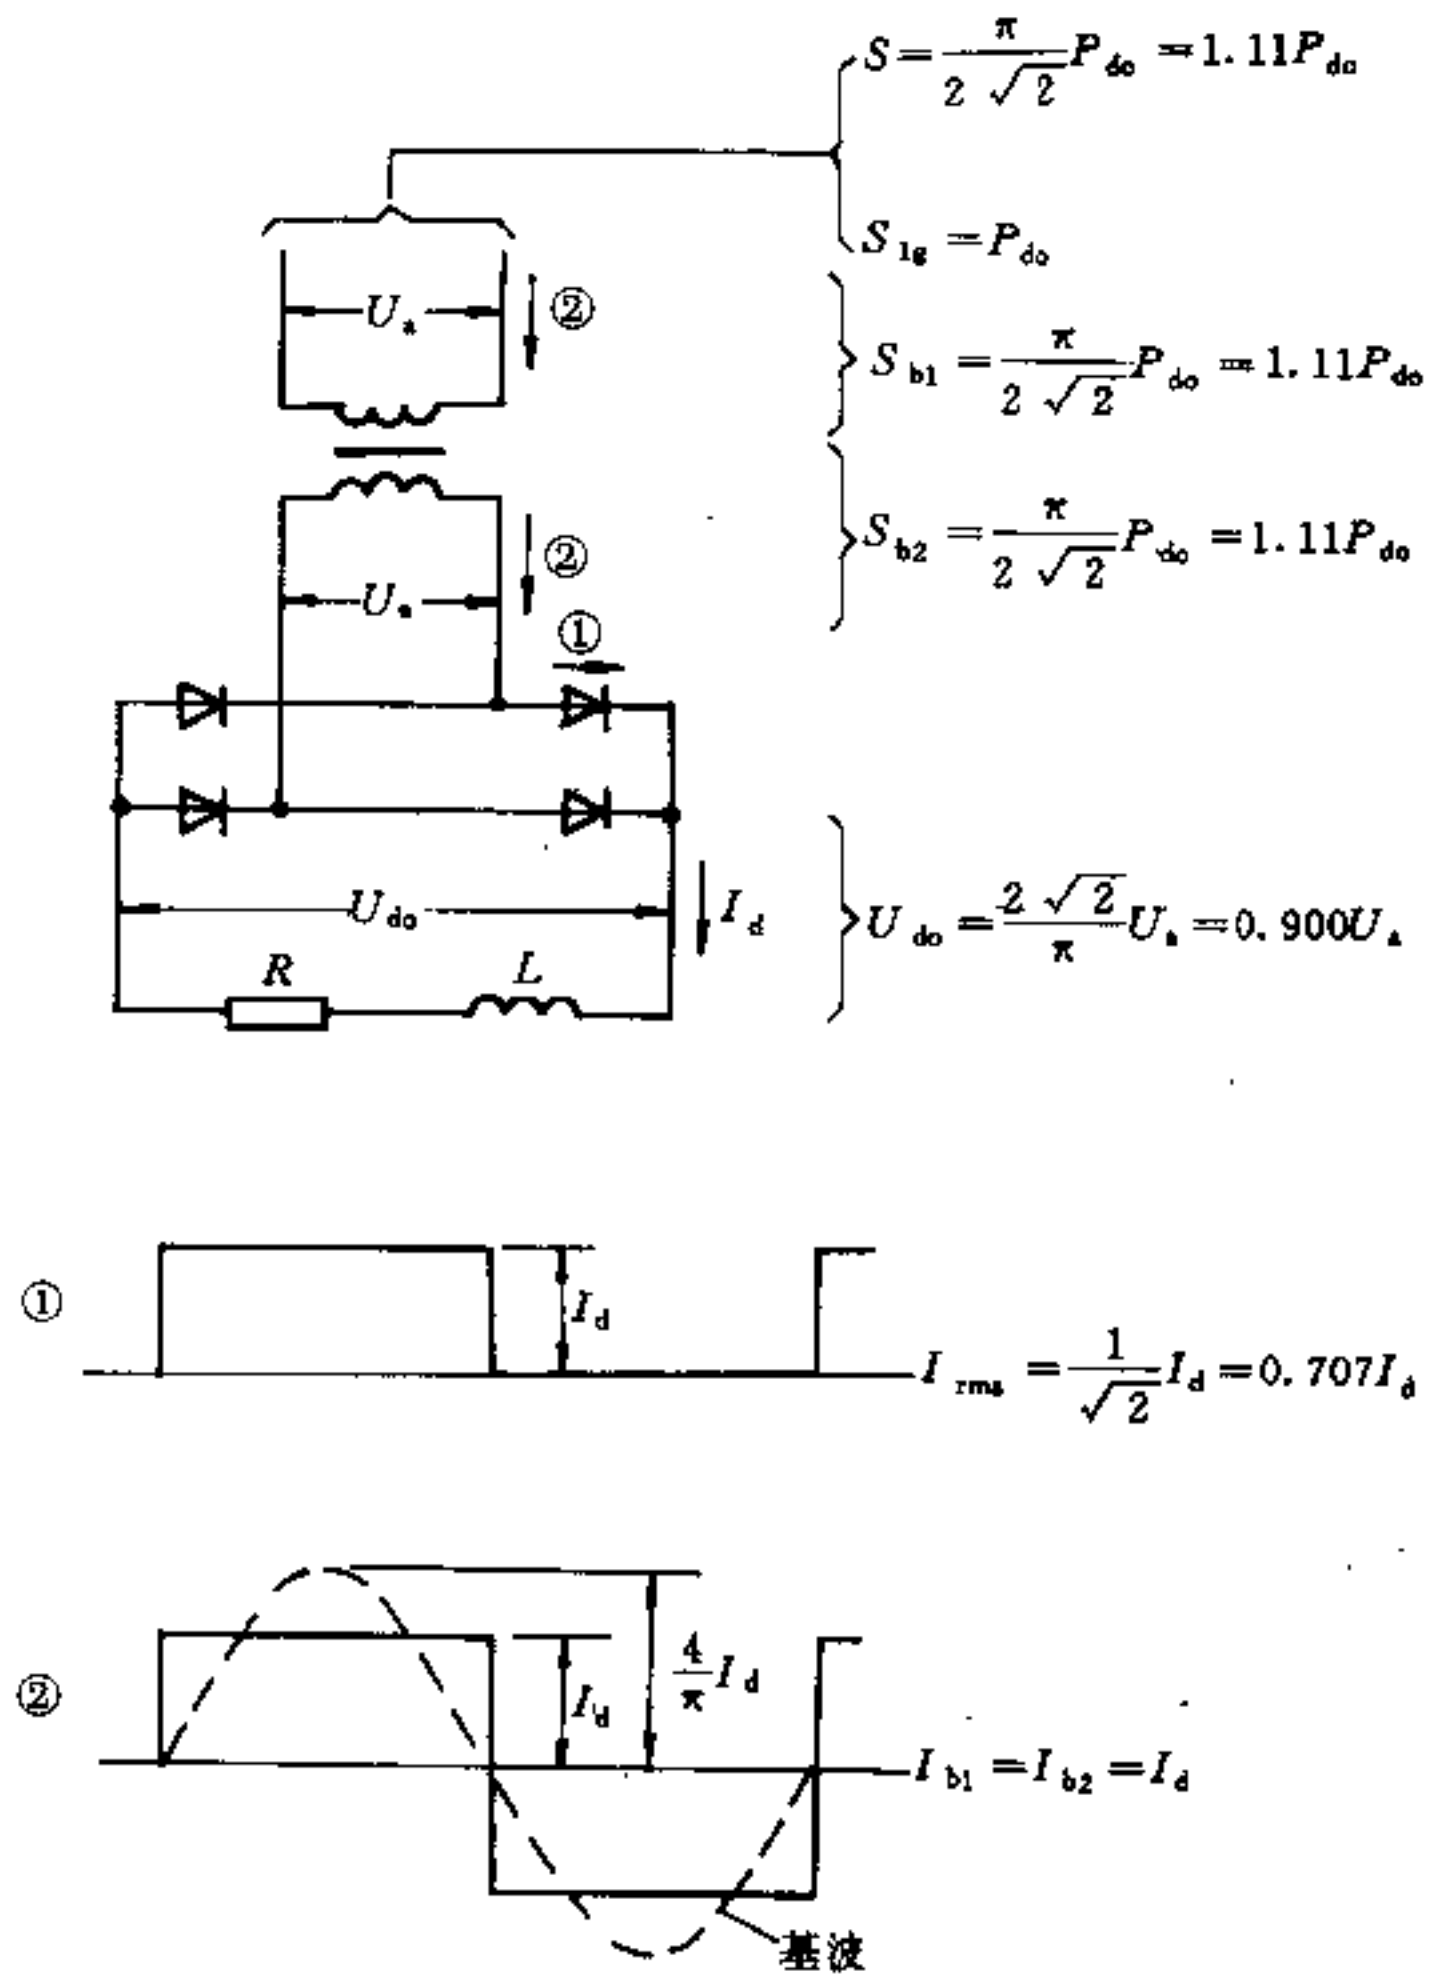 S = π/(2√2) P_do = 1.11P_do
S_1g = P_do
U_a ②
S_b1 = π/(2√2) P_do = 1.11P_do
S_b2 = π/(2√2) P_do = 1.11P_do
②
U_a
①
U_do I_d
U_do = (2√2)/π U_a = 0.900U_a
R L
① I_d
I_rms = 1/√2 I_d = 0.707I_d
② I_d 4/π I_d
I_b1 = I_b2 = I_d
基波